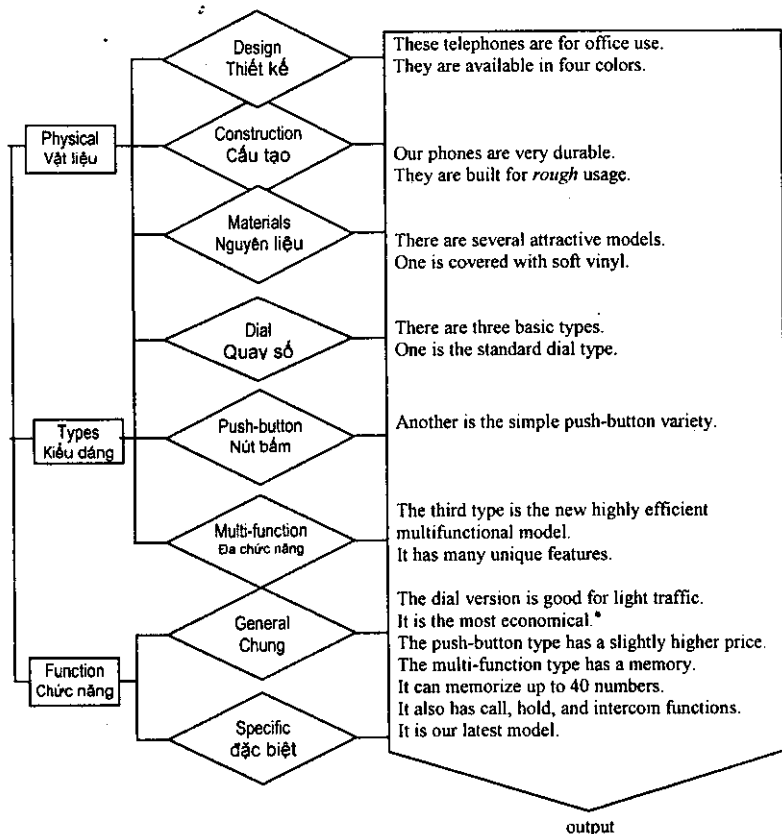 Design
Thiết kế
These telephones are for office use.
They are available in four colors.
Physical
Vật liệu
Construction
Cấu tạo
Our phones are very durable.
They are built for rough usage.
Materials
Nguyên liệu
There are several attractive models.
One is covered with soft vinyl.
Dial
Quay số
There are three basic types.
One is the standard dial type.
Types
Kiểu dáng
Push-button
Nút bấm
Another is the simple push-button variety.
Multi-function
Đa chức năng
The third type is the new highly efficient
multifunctional model.
It has many unique features.
Function
Chức năng
General
Chung
The dial version is good for light traffic.
It is the most economical.
The push-button type has a slightly higher price.
The multi-function type has a memory.
It can memorize up to 40 numbers.
It also has call, hold, and intercom functions.
It is our latest model.
Specific
đặc biệt
output